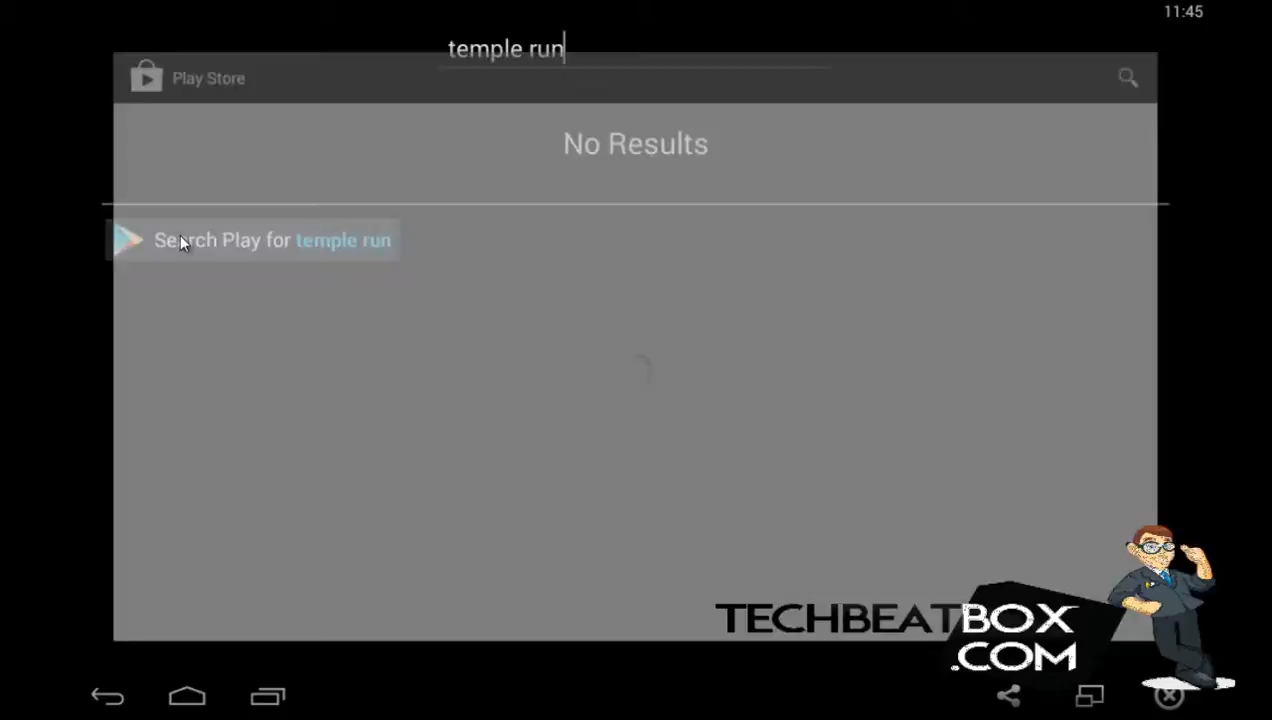 11:45
temple run
Play Store
No Results
Search Play for temple run
TECHBEATBOX
.COM